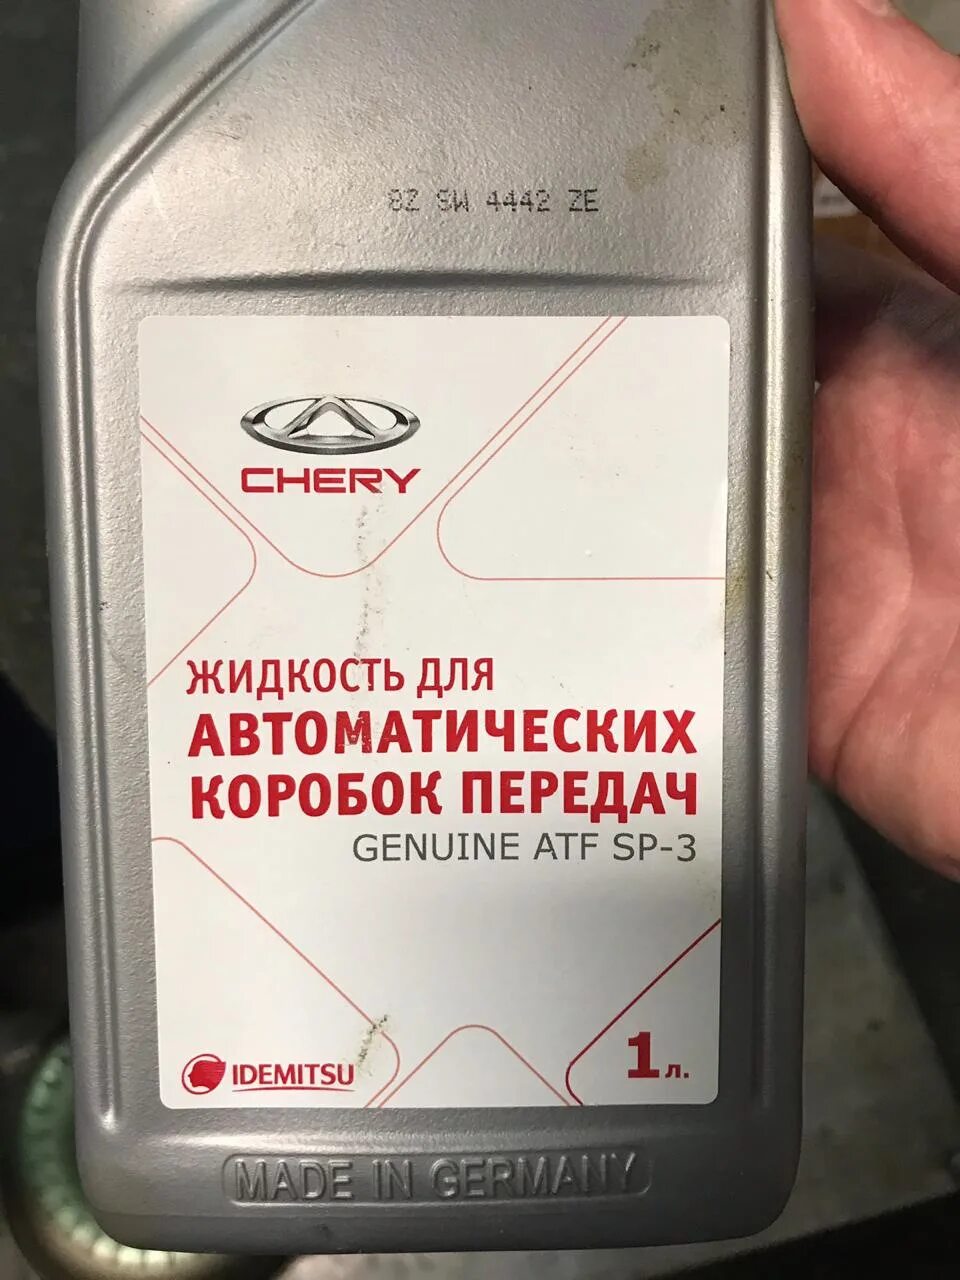 8Z SW 4442 ZE
CHERY
ЖИДКОСТЬ ДЛЯ
АВТОМАТИЧЕСКИХ
КОРОБОК ПЕРЕДАЧ
GENUINE ATF SP-3
IDEMITSU
1 л.
MADE IN GERMANY